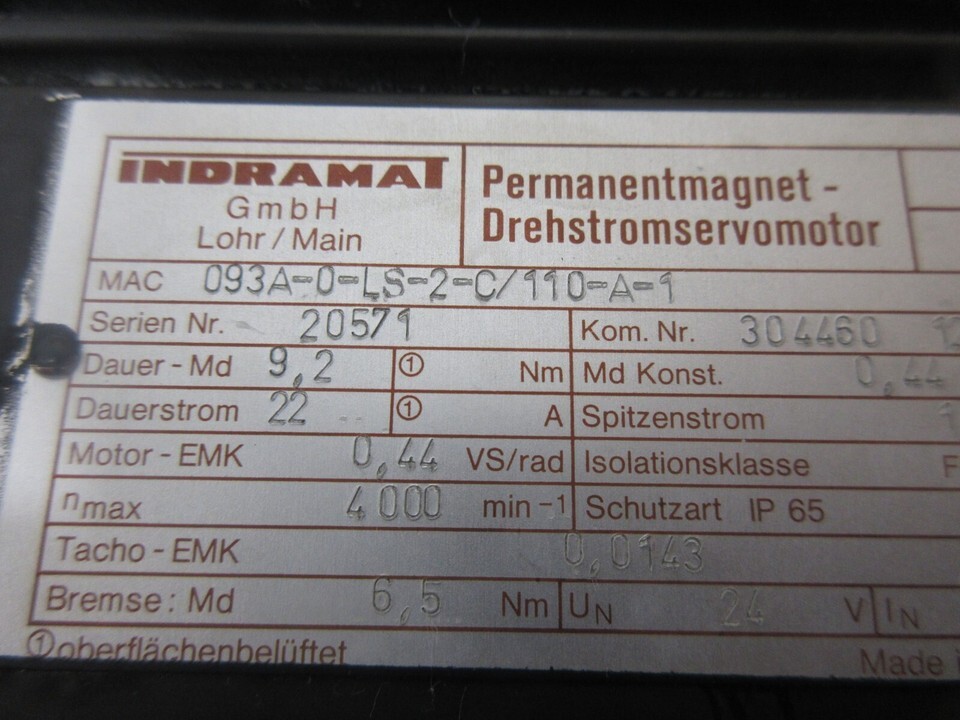 INDRAMAT
GmbH
Lohr / Main
Permanentmagnet -
Drehstromservomotor
MAC 093A-0-LS-2-C/110-A-1
Serien Nr. 20571 Kom. Nr. 304460
Dauer - Md 9,2 ① Nm Md Konst. 0,44
Dauerstrom 22 ① A Spitzenstrom
Motor - EMK 0,44 VS/rad Isolationsklasse F
nmax 4000 min -1 Schutzart IP 65
Tacho - EMK 0,0143
Bremse : Md 6,5 Nm UN 24 V IN
①oberflächenbelüftet Made